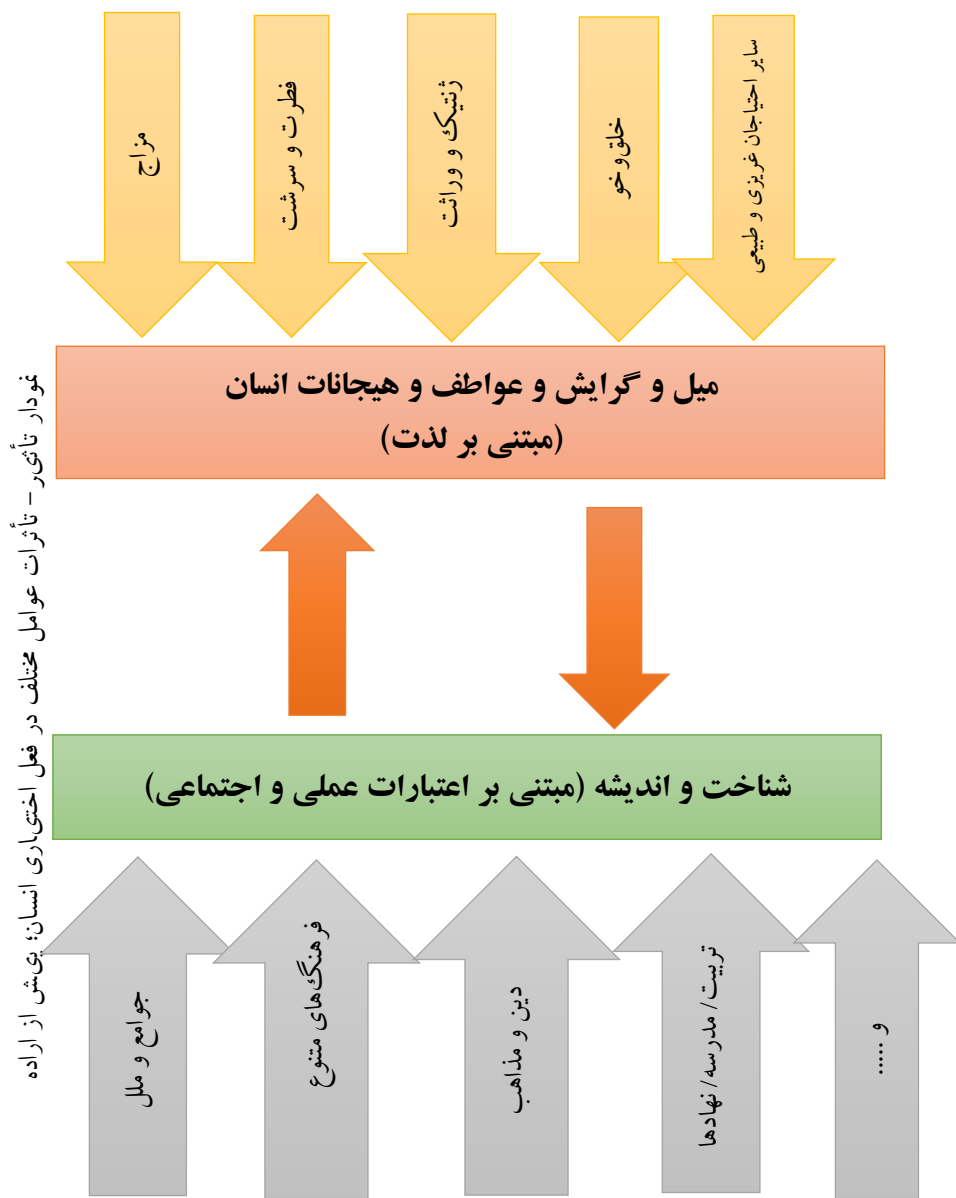 سایر احتیاجان غریزی و طبیعی
خلق‌وخو
ژنتیک و وراثت
فطرت و سرشت
مزاج
میل و گرایش و عواطف و هیجانات انسان
(مبتنی بر لذت)
شناخت و اندیشه (مبتنی بر اعتبارات عملی و اجتماعی)
و .....
تربیت/ مدرسه/ نهادها
دین و مذاهب
فرهنگ‌های متنوع
جوامع و ملل
نمودار تأثیر - تأثرات عوامل مختلف در فعل اختیاری انسان؛ پیش از اراده